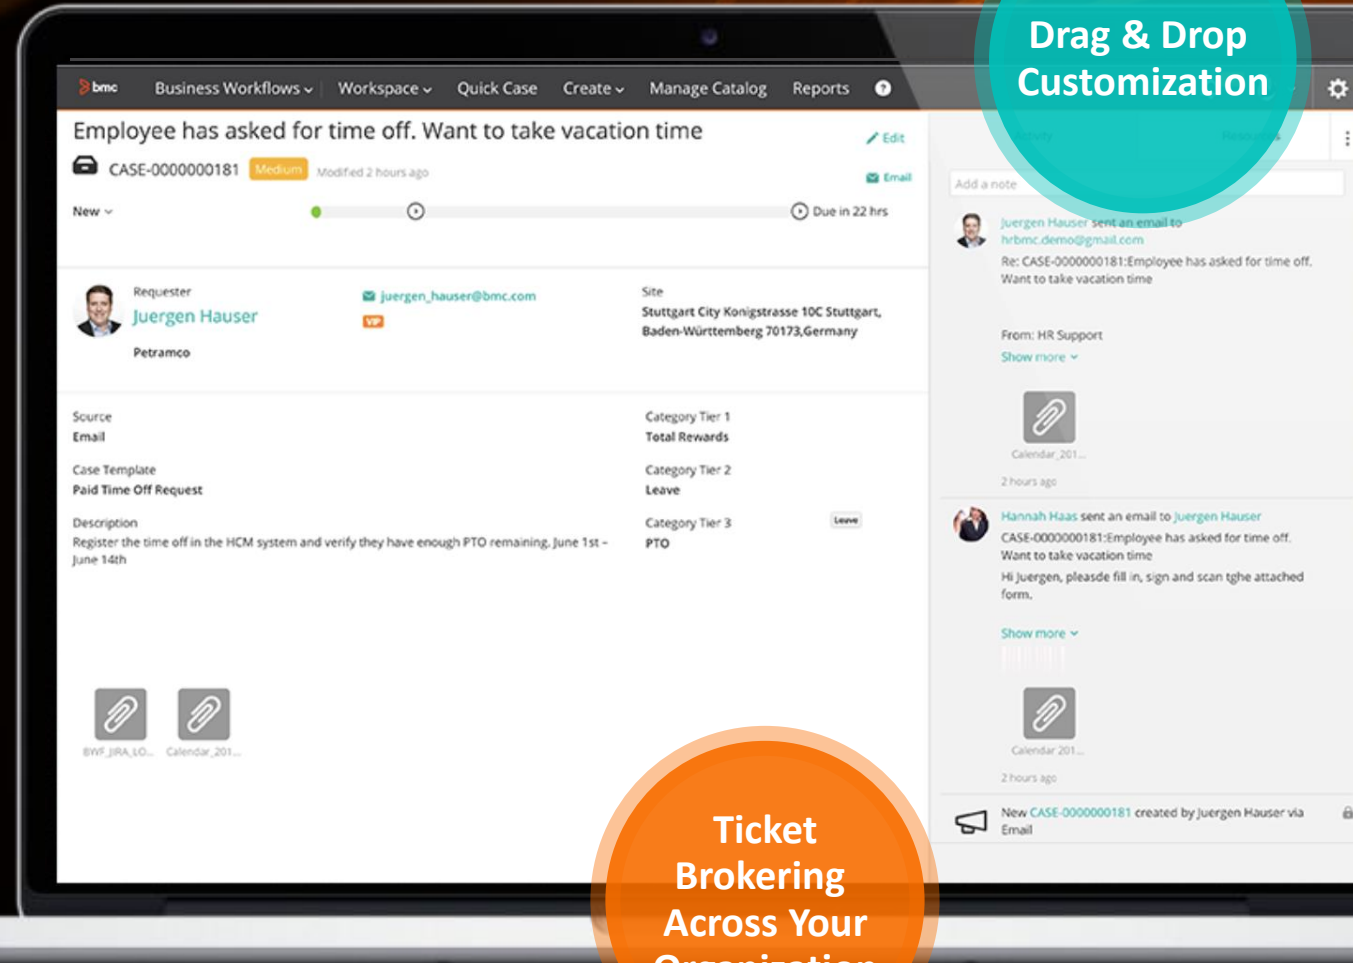 Drag & Drop
Customization
bmc Business Workflows Workspace Quick Case Create Manage Catalog Reports ?
Employee has asked for time off. Want to take vacation time
Edit
CASE-0000000181 Medium Modified 2 hours ago
Email
New
Due in 22 hrs
Requester
Juergen Hauser
Petramco
juergen_hauser@bmc.com
VIP
Site
Stuttgart City Konigstrasse 10C Stuttgart,
Baden-Württemberg 70173,Germany
Source
Email
Case Template
Paid Time Off Request
Description
Register the time off in the HCM system and verify they have enough PTO remaining. June 1st –
June 14th
Category Tier 1
Total Rewards
Category Tier 2
Leave
Category Tier 3
PTO
Leave
BWF_JIRA_LO...
Calendar_201...
Activity
Add a note
Juergen Hauser sent an email to
hrbmc.demo@gmail.com
Re: CASE-0000000181:Employee has asked for time off.
Want to take vacation time
From: HR Support
Show more
Calendar_201...
2 hours ago
Hannah Haas sent an email to Juergen Hauser
CASE-0000000181:Employee has asked for time off.
Want to take vacation time
Hi Juergen, pleasde fill in, sign and scan tghe attached
form.
Show more
Calendar 201...
2 hours ago
New CASE-0000000181 created by Juergen Hauser via
Email
Ticket
Brokering
Across Your
Organization